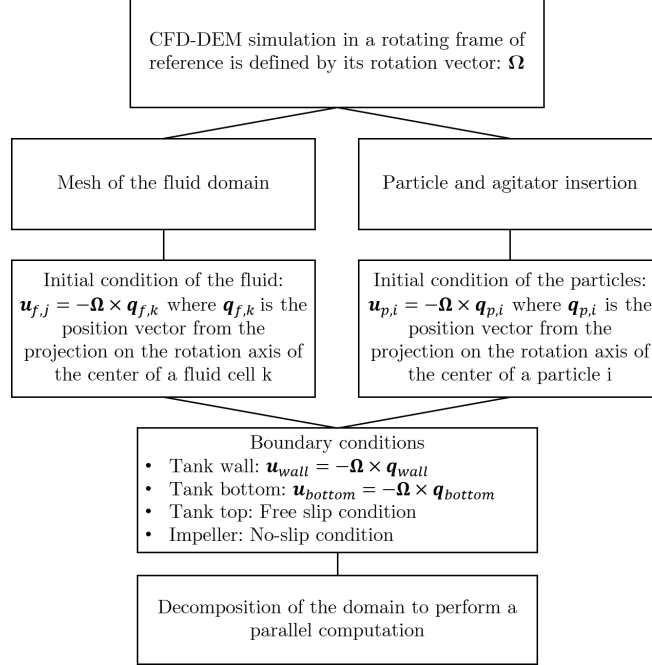 CFD-DEM simulation in a rotating frame of
reference is defined by its rotation vector: Ω
Mesh of the fluid domain
Particle and agitator insertion
Initial condition of the fluid:
u_{f,j} = −Ω × q_{f,k} where q_{f,k} is the
position vector from the
projection on the rotation axis of
the center of a fluid cell k
Initial condition of the particles:
u_{p,i} = −Ω × q_{p,i} where q_{p,i} is the
position vector from the
projection on the rotation axis of
the center of a particle i
Boundary conditions
• Tank wall: u_{wall} = −Ω × q_{wall}
• Tank bottom: u_{bottom} = −Ω × q_{bottom}
• Tank top: Free slip condition
• Impeller: No-slip condition
Decomposition of the domain to perform a
parallel computation